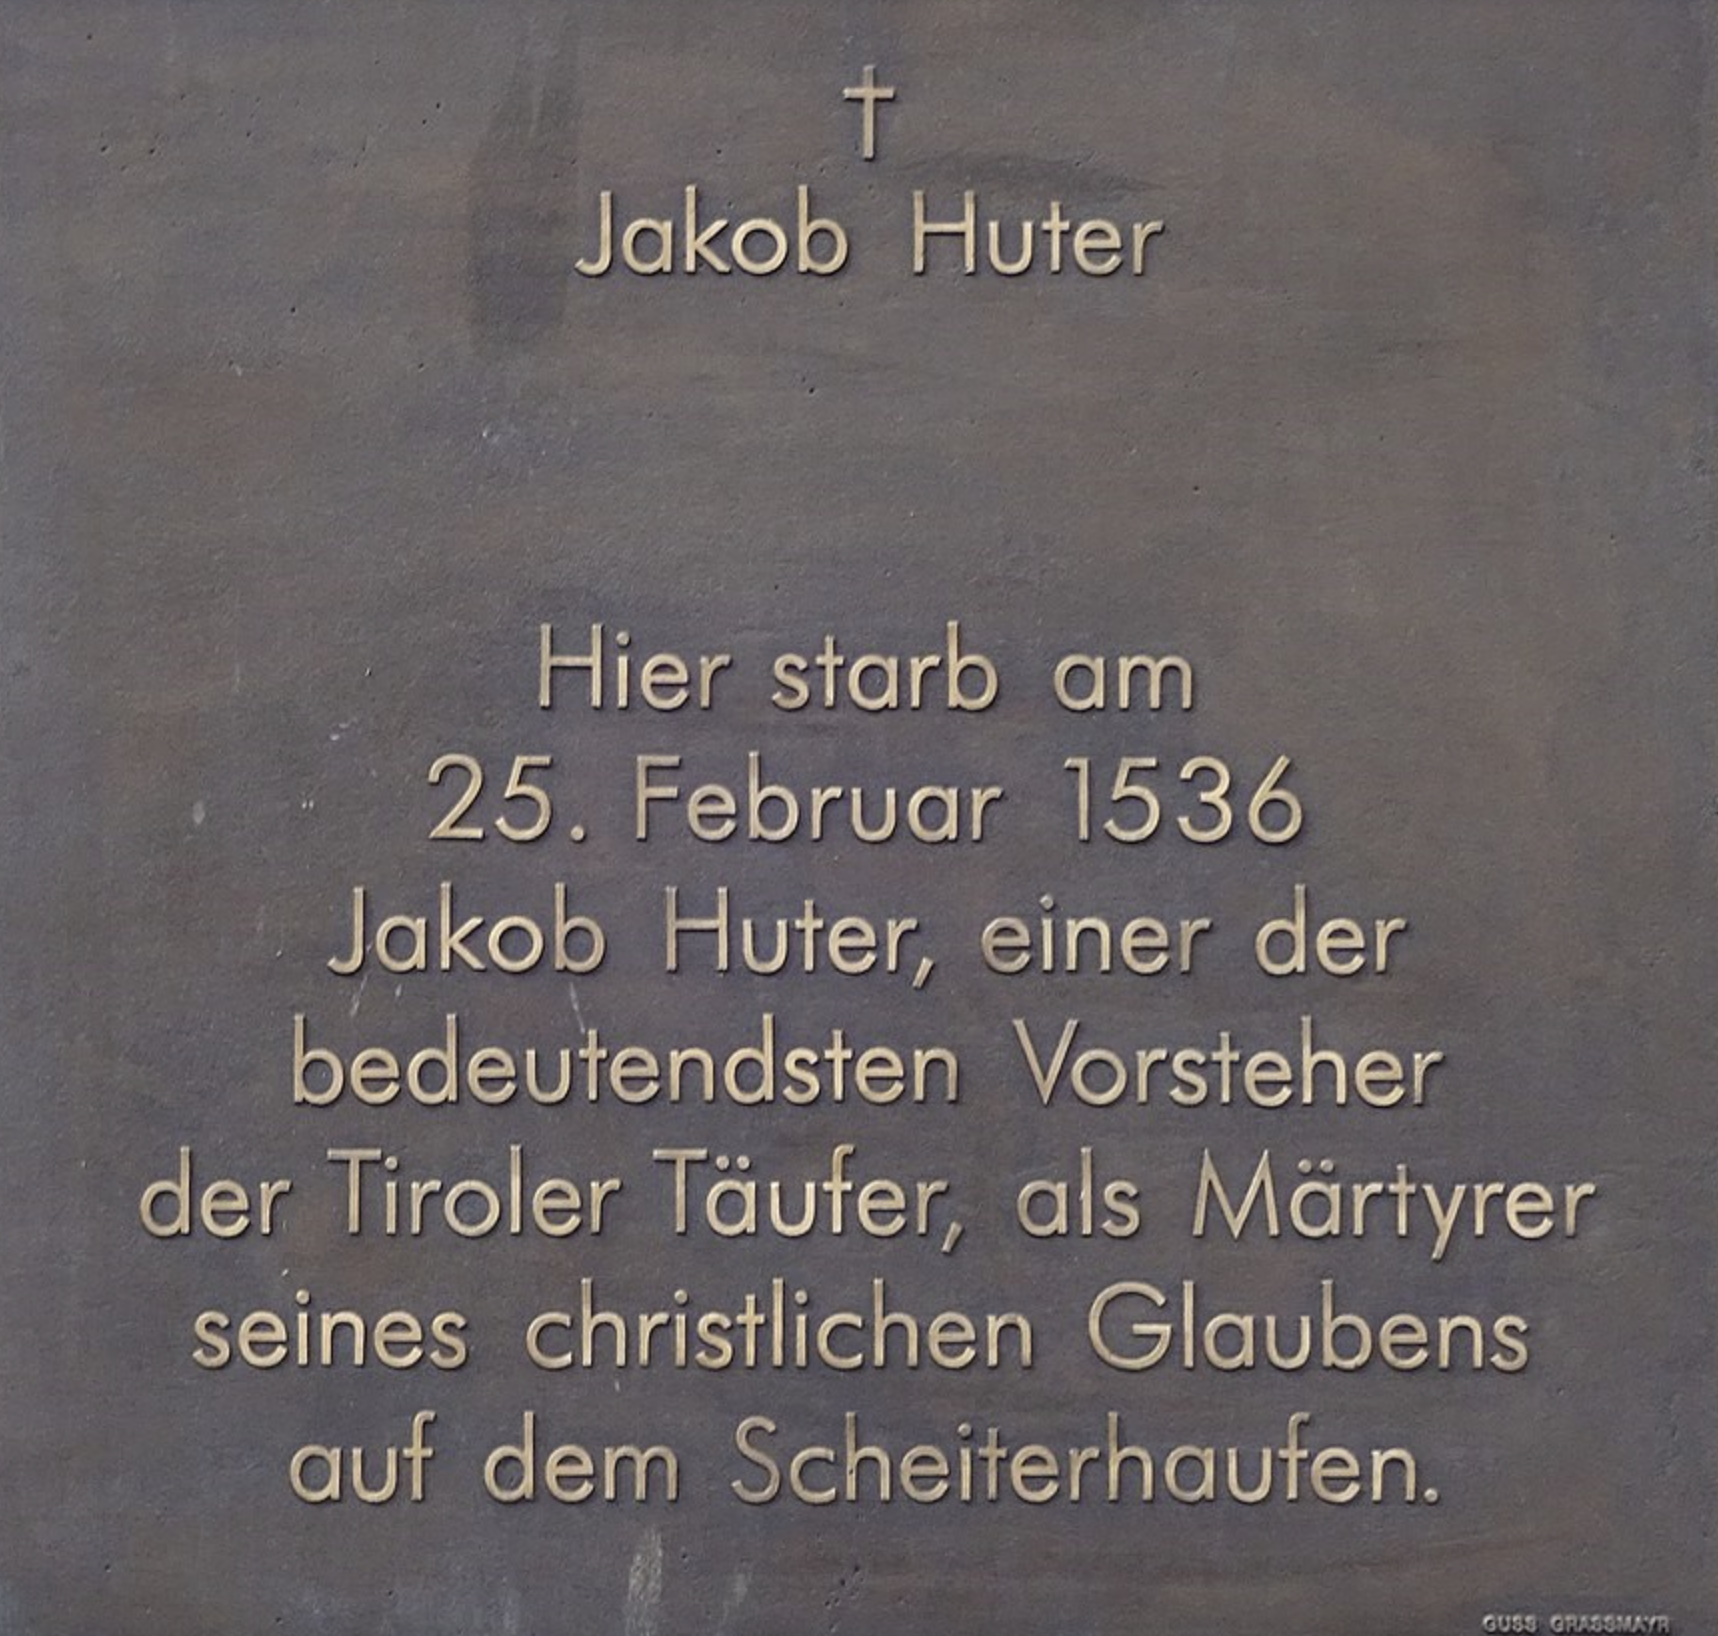 Jakob Huter
Hier starb am
25. Februar 1536
Jakob Huter, einer der
bedeutendsten Vorsteher
der Tiroler Täufer, als Märtyrer
seines christlichen Glaubens
auf dem Scheiterhaufen.
GUSS GRASSMAYR